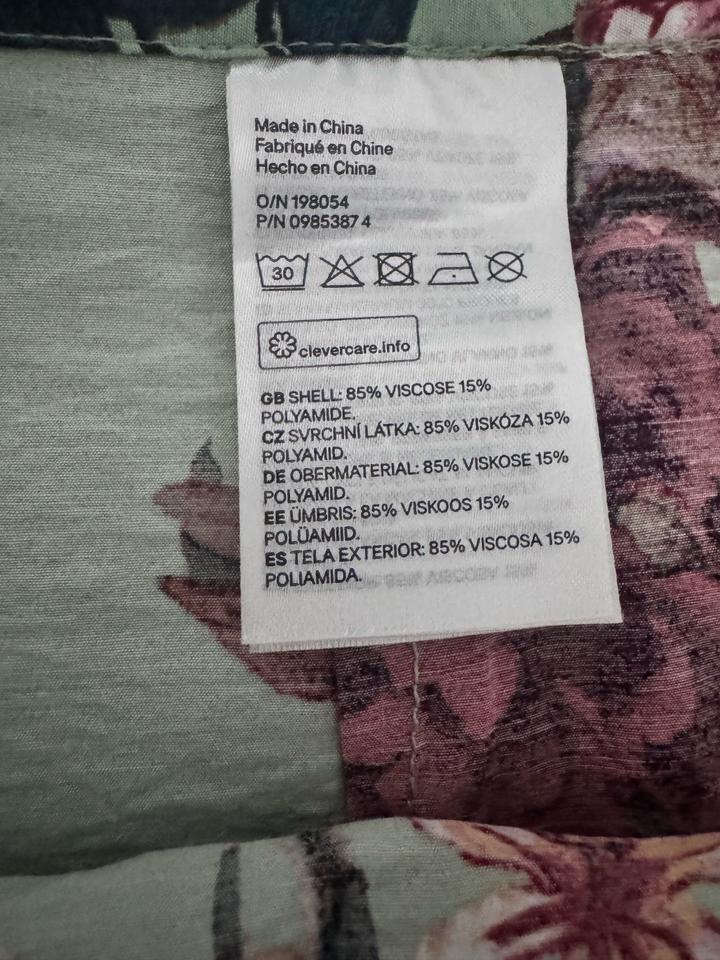 Made in China
Fabriqué en Chine
Hecho en China
O/N 198054
P/N 0985387 4
30
clevercare.info
GB SHELL: 85% VISCOSE 15%
POLYAMIDE.
CZ SVRCHNÍ LÁTKA: 85% VISKÓZA 15%
POLYAMID.
DE OBERMATERIAL: 85% VISKOSE 15%
POLYAMID.
EE ÜMBRIS: 85% VISKOOS 15%
POLÜAMIID.
ES TELA EXTERIOR: 85% VISCOSA 15%
POLIAMIDA.